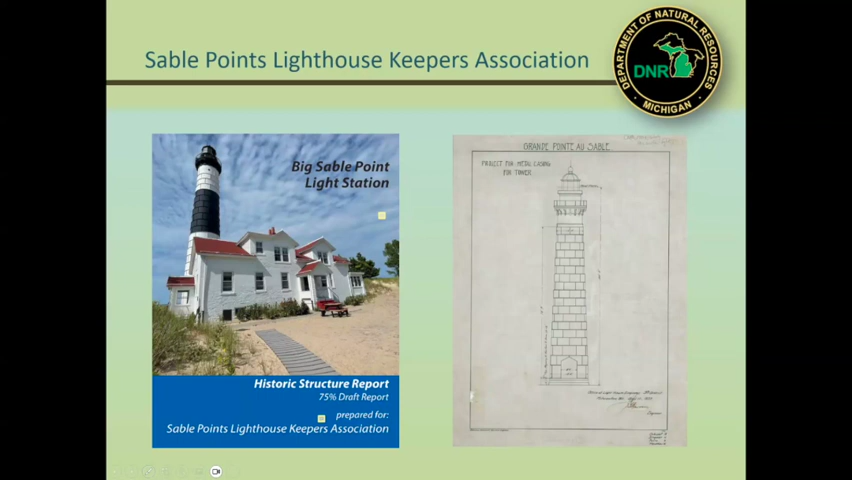 Sable Points Lighthouse Keepers Association
DEPARTMENT OF NATURAL RESOURCES
DNR
MICHIGAN
Big Sable Point
Light Station
Historic Structure Report
75% Draft Report
prepared for:
Sable Points Lighthouse Keepers Association
GRANDE POINTE AU SABLE
PROJECT FOR METAL CASING
FOR TOWER